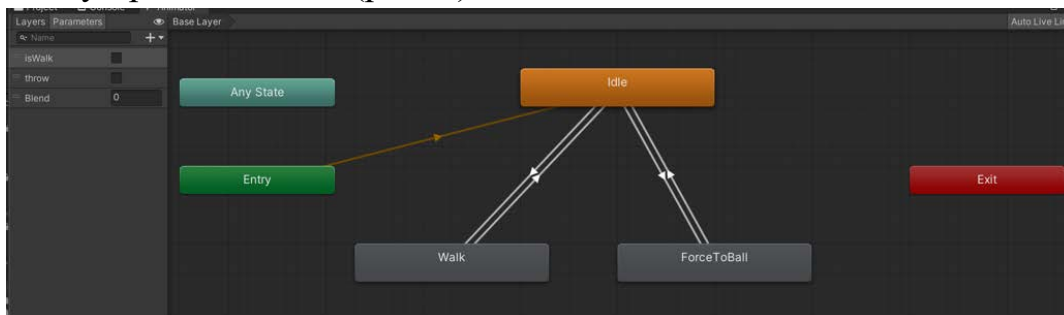 Layers Parameters Base Layer Auto Live Li
Name
isWalk
throw
Blend 0
Any State
Idle
Entry
Exit
Walk
ForceToBall